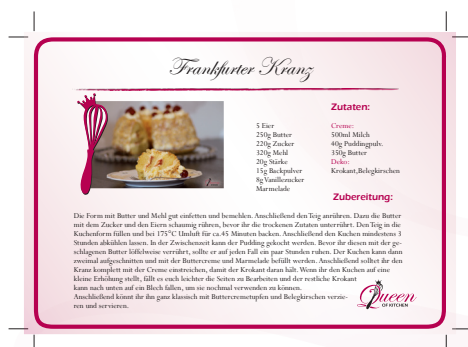 Frankfurter Kranz
Zutaten:
5 Eier
250g Butter
220g Zucker
320g Mehl
20g Stärke
15g Backpulver
8g Vanillezucker
Marmelade
Creme:
500ml Milch
40g Puddingpulv.
350g Butter
Deko:
Krokant,Belegkirschen
Zubereitung:
Die Form mit Butter und Mehl gut einfetten und bemehlen. Anschließend den Teig anrühren. Dazu die Butter
mit dem Zucker und den Eiern schaumig rühren, bevor ihr die trockenen Zutaten unterrührt. Den Teig in die
Kuchenform füllen und bei 175°C Umluft für ca.45 Minuten backen. Anschließend den Kuchen mindestens 3
Stunden abkühlen lassen. In der Zwischenzeit kann der Pudding gekocht werden. Bevor ihr diesen mit der ge-
schlagenen Butter löffelweise verrührt, sollte er auf jeden Fall ein paar Stunden ruhen. Der Kuchen kann dann
zweimal aufgeschnitten und mit der Buttercreme und Marmelade befüllt werden. Anschließend solltet ihr den
Kranz komplett mit der Creme einstreichen, damit der Krokant daran hält. Wenn ihr den Kuchen auf eine
kleine Erhöhung stellt, fällt es euch leichter die Seiten zu Bearbeiten und der restliche Krokant
kann nach unten auf ein Blech fallen, um sie nochmal verwenden zu können.
Anschließend könnt ihr ihn ganz klassisch mit Buttercremetupfen und Belegkirschen verzie-
ren und servieren.
Queen
OF KITCHEN